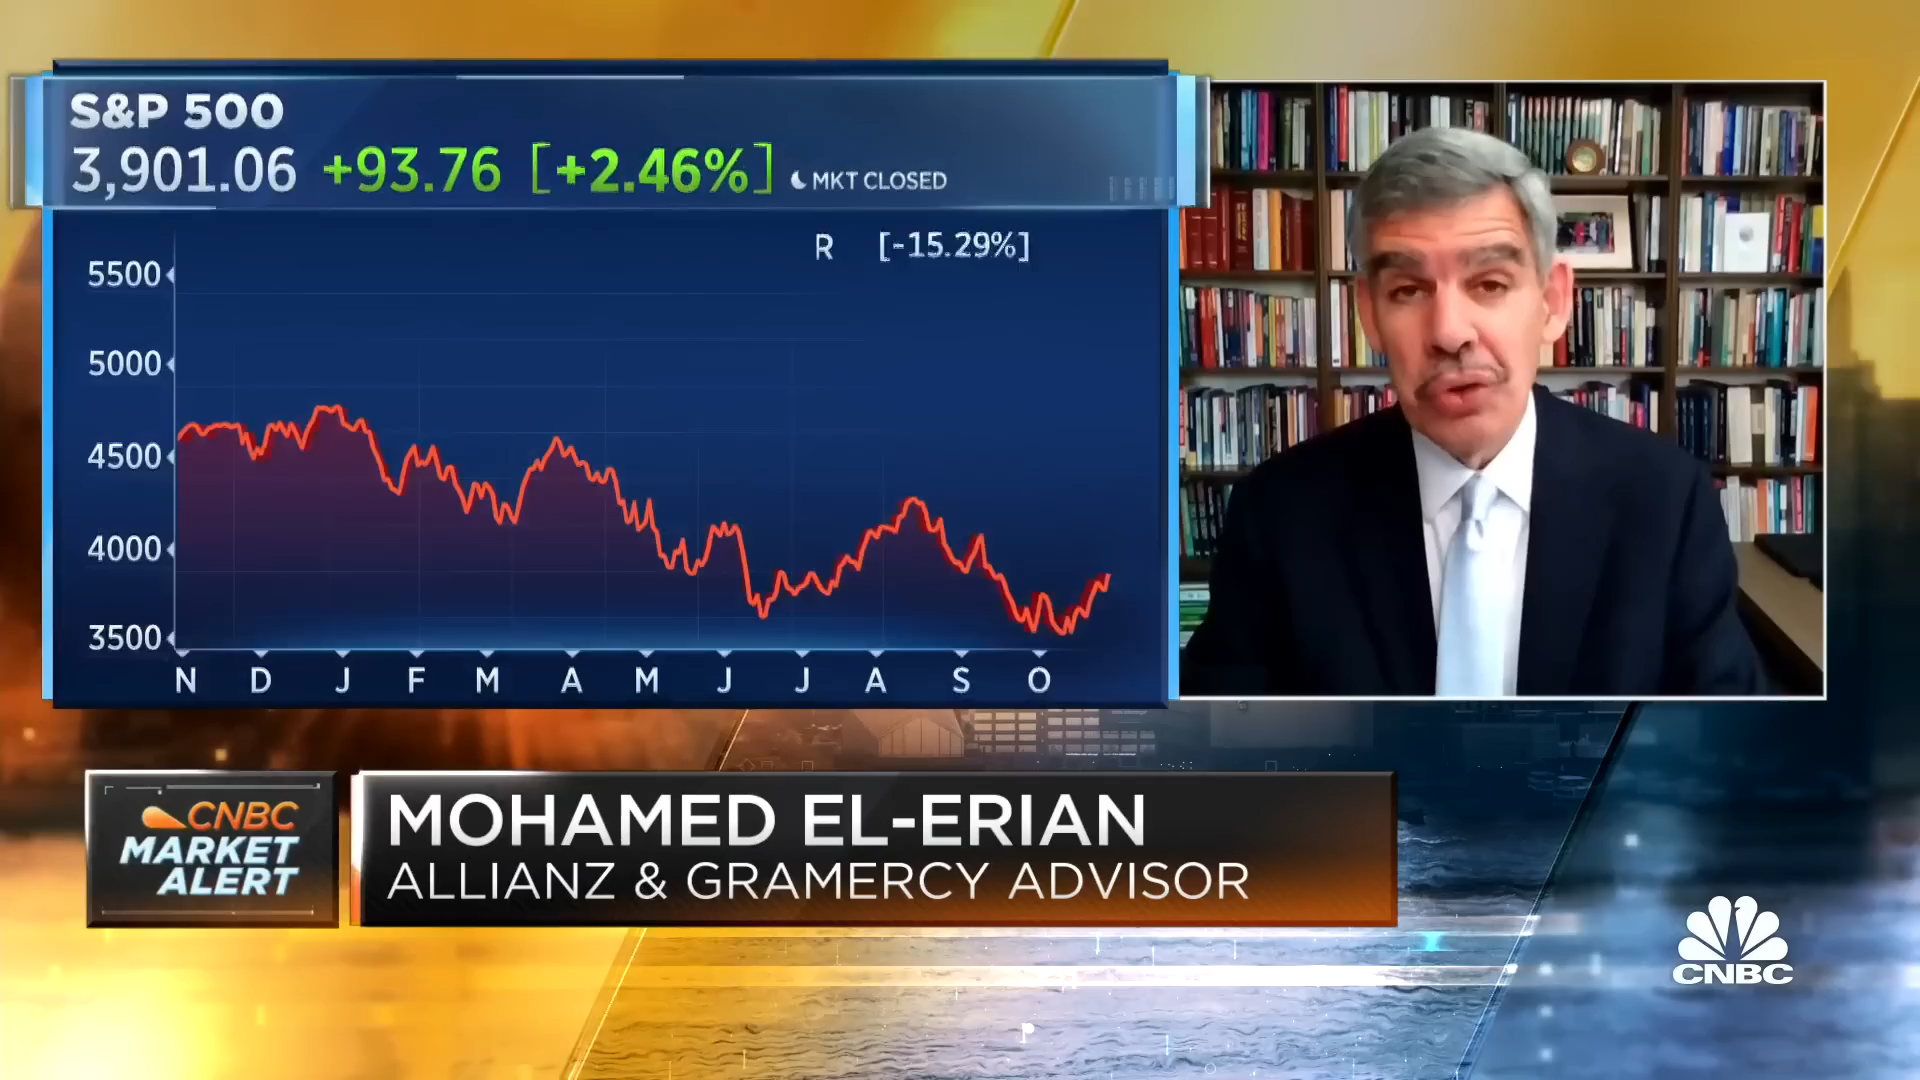 S&P 500
3,901.06 +93.76 [+2.46%] MKT CLOSED
R [-15.29%]
5500
5000
4500
4000
3500
N D J F M A M J J A S O
CNBC
MARKET
ALERT
MOHAMED EL-ERIAN
ALLIANZ & GRAMERCY ADVISOR
CNBC